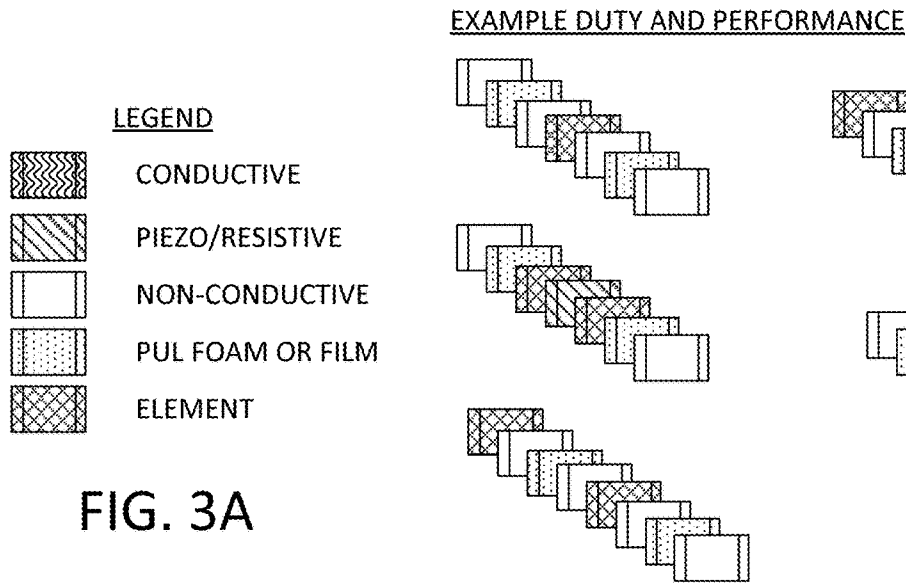 EXAMPLE DUTY AND PERFORMANCE
LEGEND
CONDUCTIVE
PIEZO/RESISTIVE
NON-CONDUCTIVE
PUL FOAM OR FILM
ELEMENT
FIG. 3A